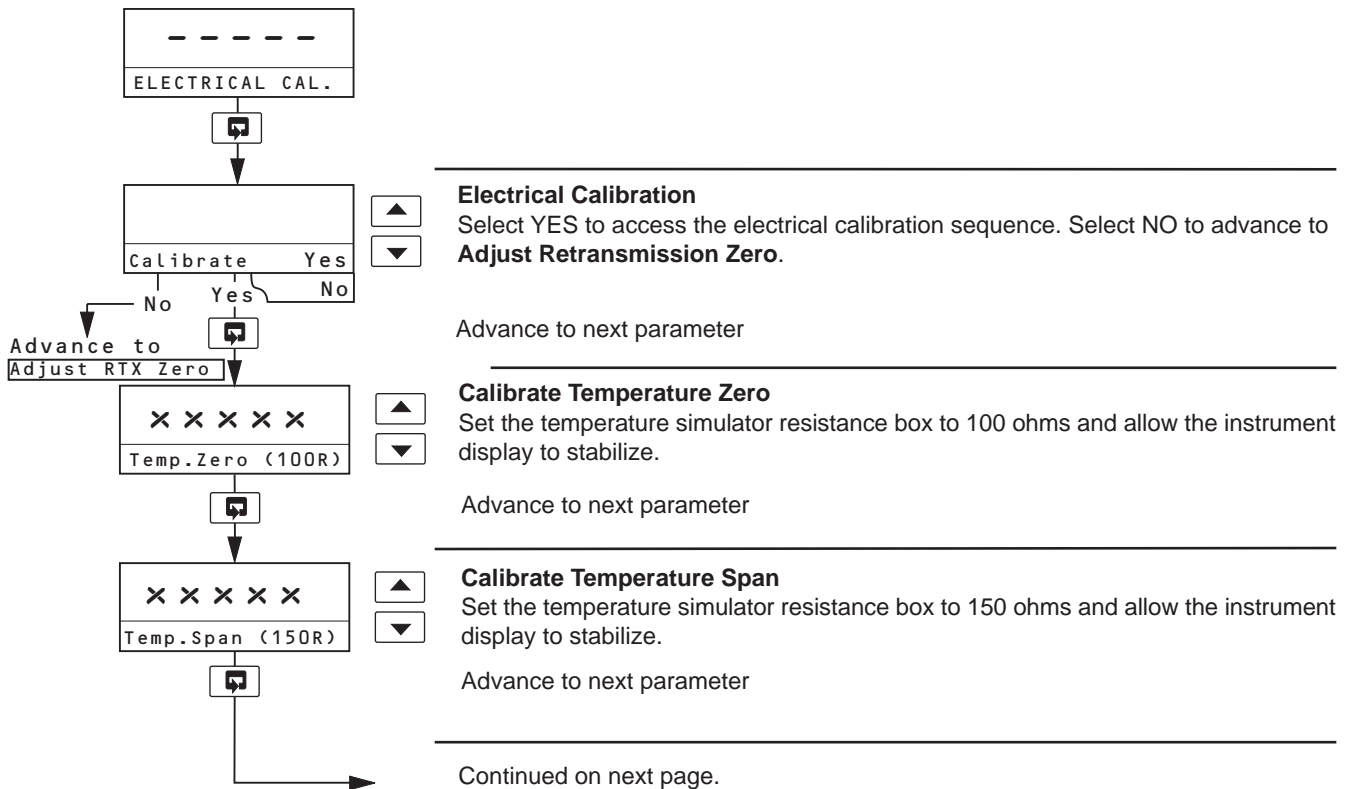 – – – – –
ELECTRICAL CAL.
Electrical Calibration
Select YES to access the electrical calibration sequence. Select NO to advance to
Adjust Retransmission Zero.
Calibrate Yes
No
No
Yes
Advance to next parameter
Advance to
Adjust RTX Zero
Calibrate Temperature Zero
Set the temperature simulator resistance box to 100 ohms and allow the instrument
display to stabilize.
×××××
Temp.Zero (100R)
Advance to next parameter
Calibrate Temperature Span
Set the temperature simulator resistance box to 150 ohms and allow the instrument
display to stabilize.
×××××
Temp.Span (150R)
Advance to next parameter
Continued on next page.